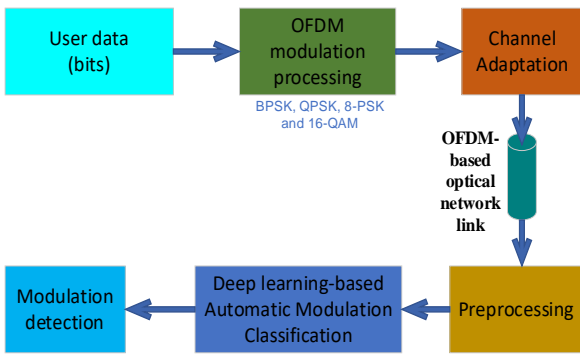 User data
(bits)
OFDM
modulation
processing
BPSK, QPSK, 8-PSK
and 16-QAM
Channel
Adaptation
OFDM-
based
optical
network
link
Preprocessing
Deep learning-based
Automatic Modulation
Classification
Modulation
detection